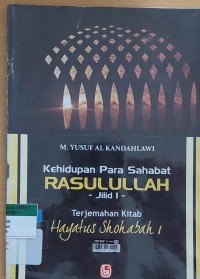 M. YUSUF AL KANDAHLAWI
Kehidupan Para Sahabat
RASULULLAH
- Jilid I -
Terjemahan Kitab
Hayatus Shohabah I